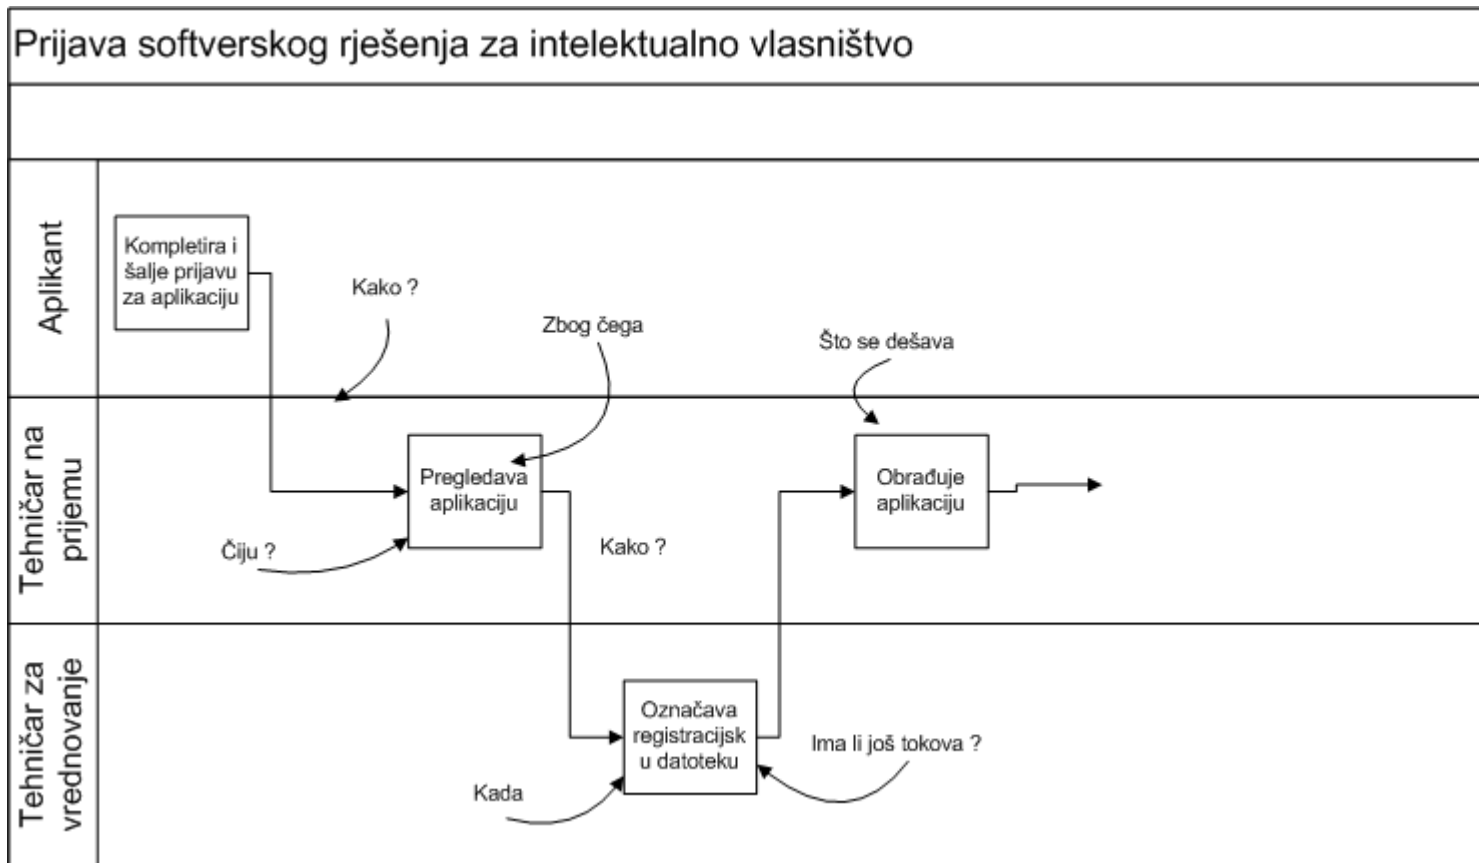 Prijava softverskog rješenja za intelektualno vlasništvo
Aplikant
Kompletira i
šalje prijavu
za aplikaciju
Kako ?
Zbog čega
Što se dešava
Tehničar na
prijemu
Pregledava
aplikaciju
Čiju ?
Kako ?
Obrađuje
aplikaciju
Tehničar za
vrednovanje
Označava
registracijsk
u datoteku
Kada
Ima li još tokova ?